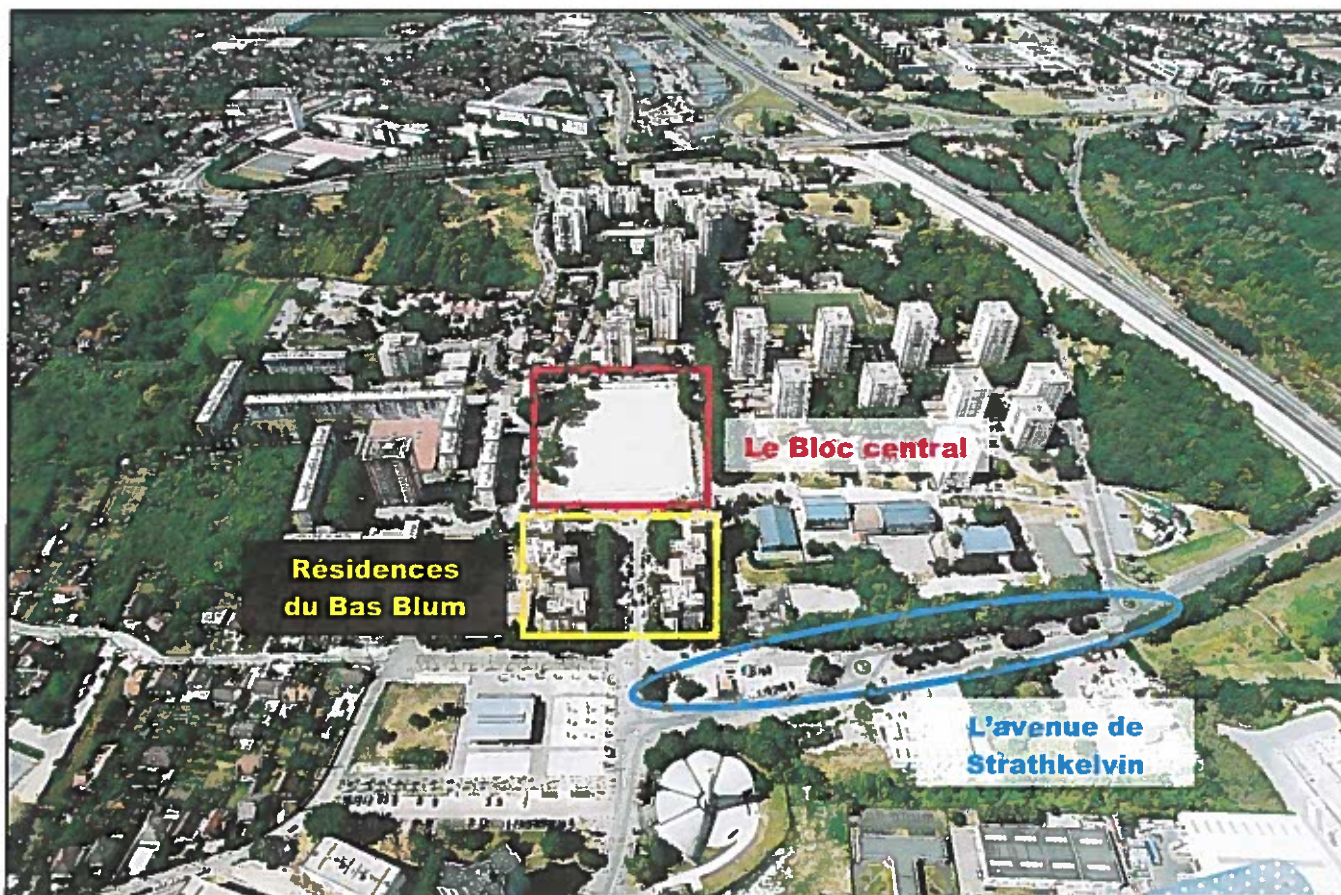 Le Bloc central
Résidences
du Bas Blum
L'avenue de
Strathkelvin